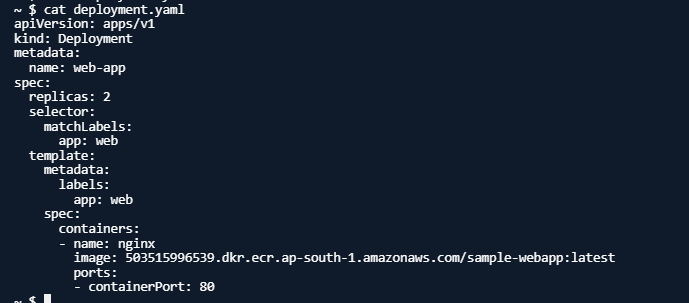 ~ $ cat deployment.yaml
apiVersion: apps/v1
kind: Deployment
metadata:
  name: web-app
spec:
  replicas: 2
  selector:
    matchLabels:
      app: web
  template:
    metadata:
      labels:
        app: web
    spec:
      containers:
      - name: nginx
        image: 503515996539.dkr.ecr.ap-south-1.amazonaws.com/sample-webapp:latest
        ports:
        - containerPort: 80
~ $